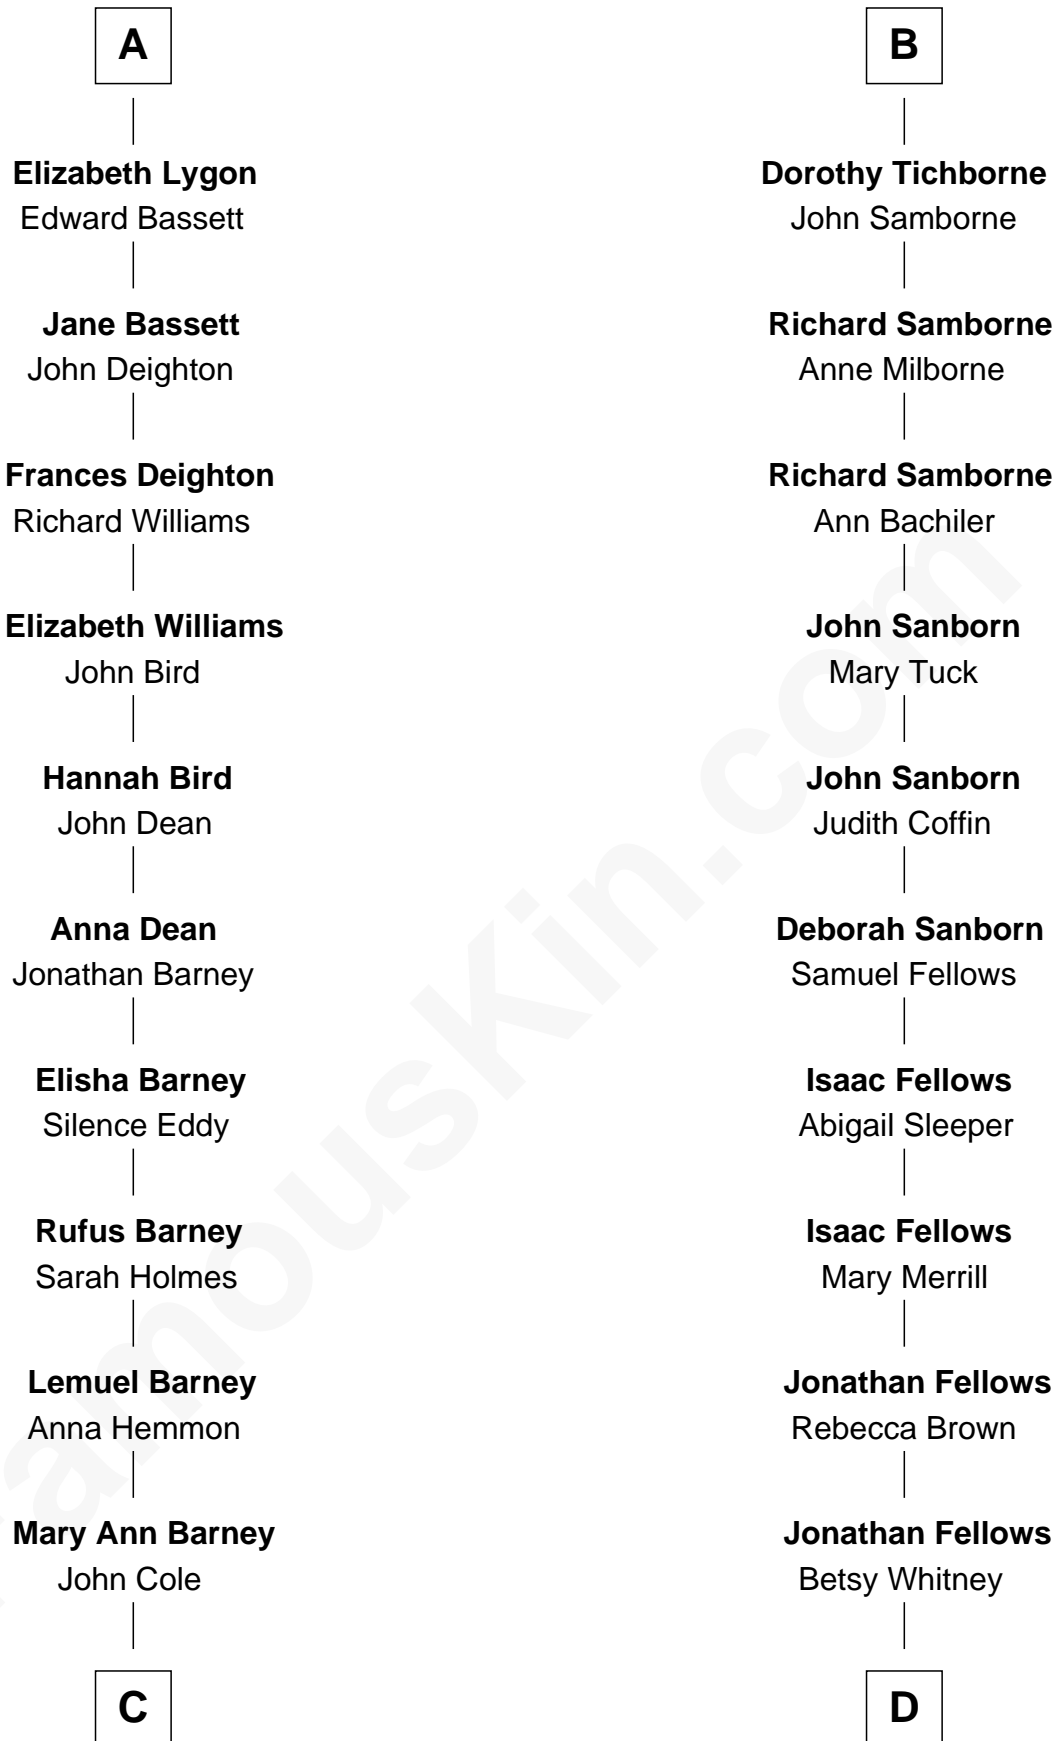 A
Elizabeth Lygon
Edward Bassett
Jane Bassett
John Deighton
Frances Deighton
Richard Williams
Elizabeth Williams
John Bird
Hannah Bird
John Dean
Anna Dean
Jonathan Barney
Elisha Barney
Silence Eddy
Rufus Barney
Sarah Holmes
Lemuel Barney
Anna Hemmon
Mary Ann Barney
John Cole
C
B
Dorothy Tichborne
John Samborne
Richard Samborne
Anne Milborne
Richard Samborne
Ann Bachiler
John Sanborn
Mary Tuck
John Sanborn
Judith Coffin
Deborah Sanborn
Samuel Fellows
Isaac Fellows
Abigail Sleeper
Isaac Fellows
Mary Merrill
Jonathan Fellows
Rebecca Brown
Jonathan Fellows
Betsy Whitney
D
FamousKin.com